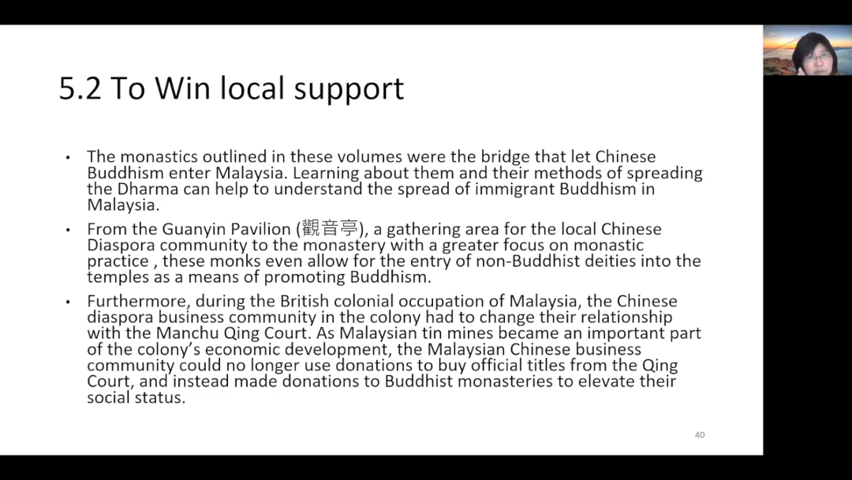 5.2 To Win local support
• The monastics outlined in these volumes were the bridge that let Chinese
Buddhism enter Malaysia. Learning about them and their methods of spreading
the Dharma can help to understand the spread of immigrant Buddhism in
Malaysia.
• From the Guanyin Pavilion (觀音亭), a gathering area for the local Chinese
Diaspora community to the monastery with a greater focus on monastic
practice , these monks even allow for the entry of non-Buddhist deities into the
temples as a means of promoting Buddhism.
• Furthermore, during the British colonial occupation of Malaysia, the Chinese
diaspora business community in the colony had to change their relationship
with the Manchu Qing Court. As Malaysian tin mines became an important part
of the colony’s economic development, the Malaysian Chinese business
community could no longer use donations to buy official titles from the Qing
Court, and instead made donations to Buddhist monasteries to elevate their
social status.
40